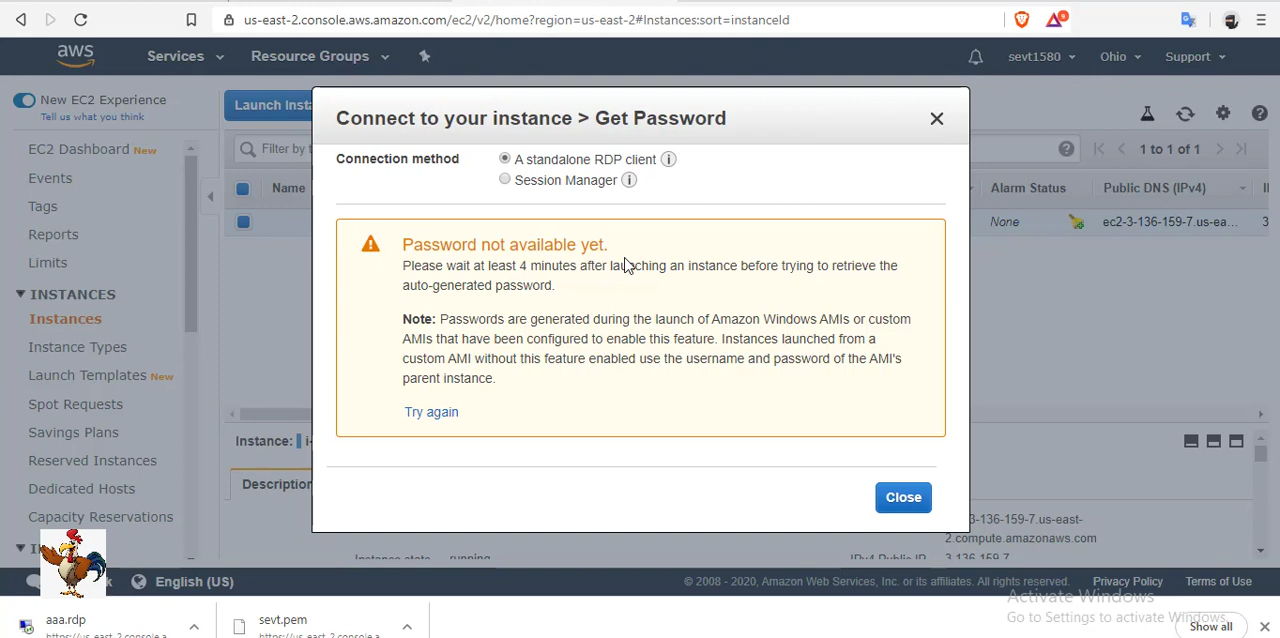 us-east-2.console.aws.amazon.com/ec2/v2/home?region=us-east-2#Instances:sort=instanceId
aws Services Resource Groups sevt1580 Ohio Support
New EC2 Experience
Tell us what you think
EC2 Dashboard New
Events
Tags
Reports
Limits
INSTANCES
Instances
Instance Types
Launch Templates New
Spot Requests
Savings Plans
Reserved Instances
Dedicated Hosts
Capacity Reservations
Launch Insta
Filter by
1 to 1 of 1
Name
Alarm Status Public DNS (IPv4)
None ec2-3-136-159-7.us-ea...
Connect to your instance > Get Password
Connection method
A standalone RDP client
Session Manager
Password not available yet.
Please wait at least 4 minutes after launching an instance before trying to retrieve the
auto-generated password.
Note: Passwords are generated during the launch of Amazon Windows AMIs or custom
AMIs that have been configured to enable this feature. Instances launched from a
custom AMI without this feature enabled use the username and password of the AMI's
parent instance.
Try again
Close
Instance: i-
Description
3-136-159-7.us-east-
2.compute.amazonaws.com
Instance state running
IPv4 Public IP 3.136.159.7
English (US)
© 2008 - 2020, Amazon Web Services, Inc. or its affiliates. All rights reserved. Privacy Policy Terms of Use
Activate Windows
Go to Settings to activate Windows.
aaa.rdp
https://us-east-2.console.a...
sevt.pem
https://us-east-2.console.a...
Show all